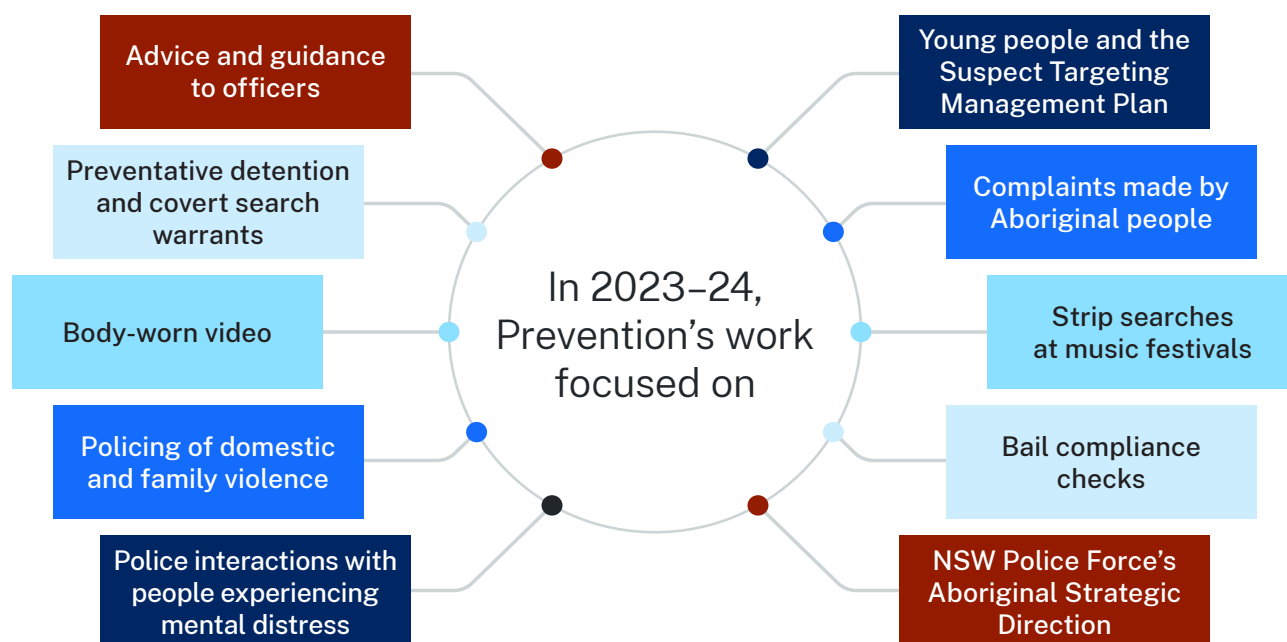 In 2023–24,
Prevention's work
focused on
Advice and guidance
to officers
Preventative detention
and covert search
warrants
Body-worn video
Policing of domestic
and family violence
Police interactions with
people experiencing
mental distress
Young people and the
Suspect Targeting
Management Plan
Complaints made by
Aboriginal people
Strip searches
at music festivals
Bail compliance
checks
NSW Police Force's
Aboriginal Strategic
Direction